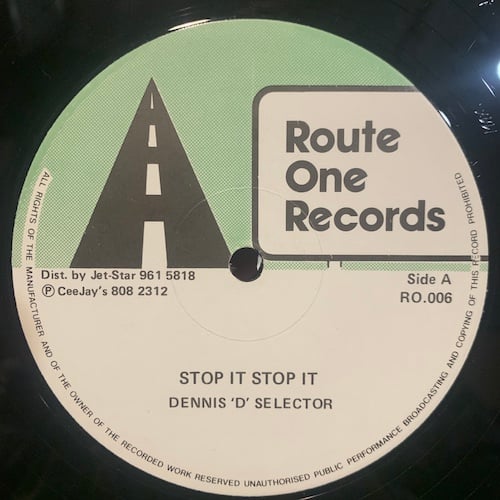 Route
One
Records
Dist. by Jet-Star 961 5818
℗ CeeJay's 808 2312
Side A
RO.006
STOP IT STOP IT
DENNIS 'D' SELECTOR
ALL RIGHTS OF THE MANUFACTURER AND OF THE OWNER OF THE RECORDED WORK RESERVED UNAUTHORISED PUBLIC PERFORMANCE BROADCASTING AND COPYING OF THIS RECORD PROHIBITED